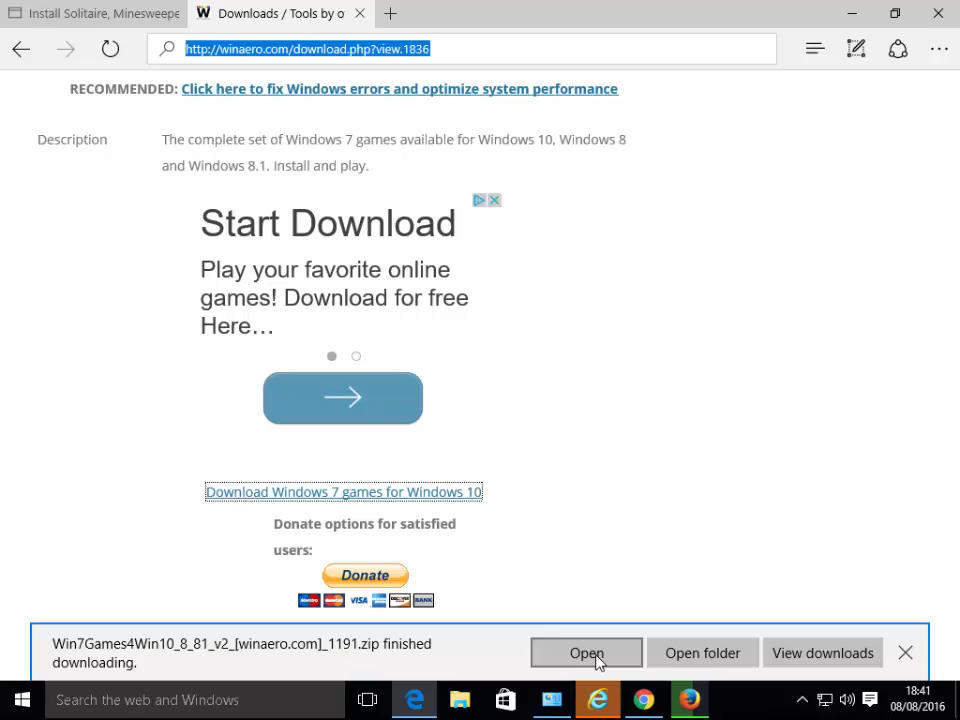 Install Solitaire, Minesweepe
W Downloads / Tools by o
http://winaero.com/download.php?view.1836
RECOMMENDED: Click here to fix Windows errors and optimize system performance
Description
The complete set of Windows 7 games available for Windows 10, Windows 8
and Windows 8.1. Install and play.
Start Download
Play your favorite online
games! Download for free
Here...
Download Windows 7 games for Windows 10
Donate options for satisfied
users:
Donate
VISA
BANK
Win7Games4Win10_8_81_v2_[winaero.com]_1191.zip finished
downloading.
Open
Open folder
View downloads
Search the web and Windows
18:41
08/08/2016